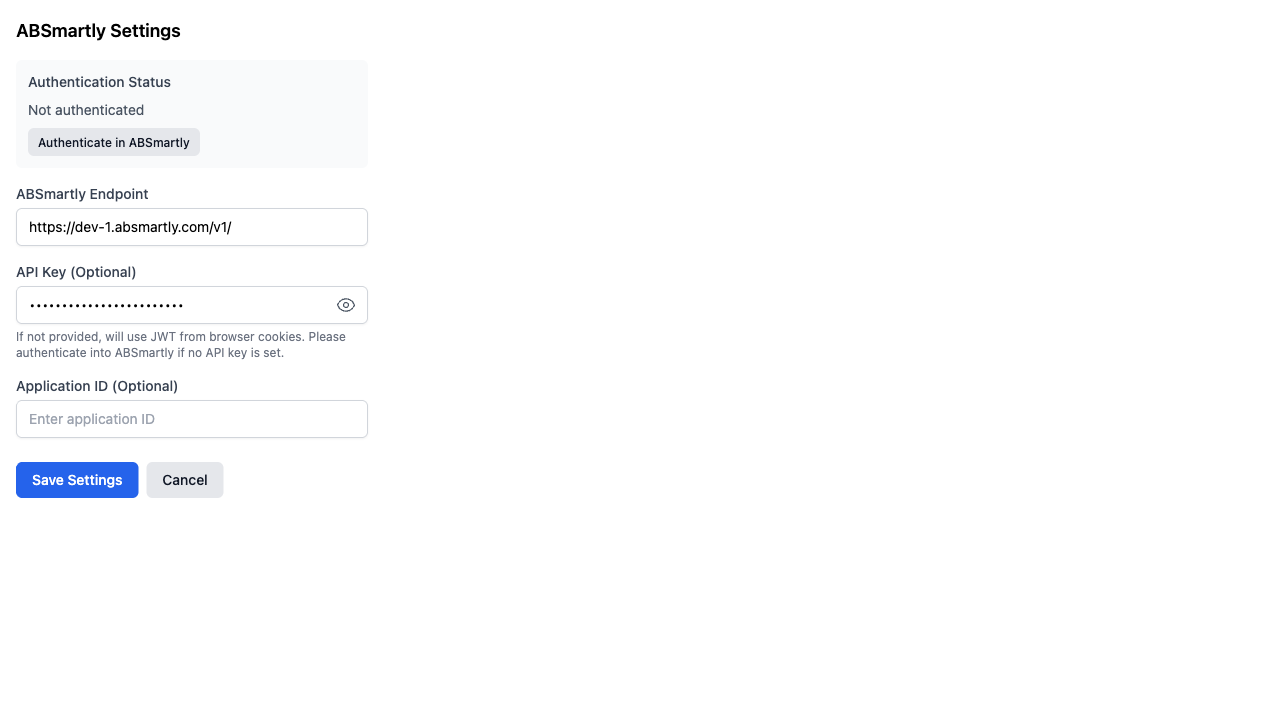 ABSmartly Settings
Authentication Status
Not authenticated
Authenticate in ABSmartly
ABSmartly Endpoint
https://dev-1.absmartly.com/v1/
API Key (Optional)
••••••••••••••••••••••••
If not provided, will use JWT from browser cookies. Please
authenticate into ABSmartly if no API key is set.
Application ID (Optional)
Enter application ID
Save Settings
Cancel